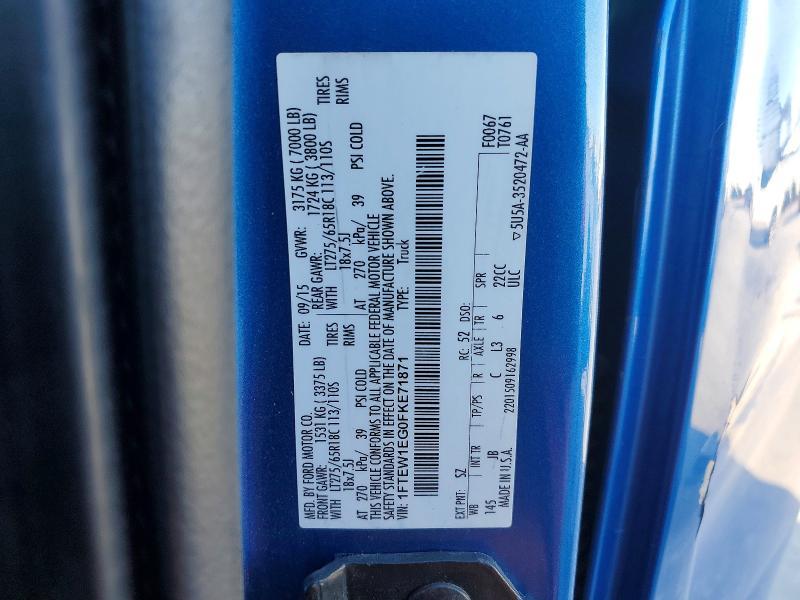 MFD. BY FORD MOTOR CO. DATE: 09/15 GVWR: 3175 KG ( 7000 LB)
FRONT GAWR: 1531 KG ( 3375 LB) REAR GAWR: 1724 KG ( 3800 LB)
WITH LT275/65R18C 113/110S TIRES WITH LT275/65R18C 113/110S TIRES
18x7.5J RIMS 18x7.5J RIMS
AT 270 kPa/ 39 PSI COLD AT 270 kPa/ 39 PSI COLD
THIS VEHICLE CONFORMS TO ALL APPLICABLE FEDERAL MOTOR VEHICLE
SAFETY STANDARDS IN EFFECT ON THE DATE OF MANUFACTURE SHOWN ABOVE.
VIN: 1FTEW1EG0FKE71871 TYPE: Truck
EXT PNT: SZ RC: 52 DSO: F0067
WB INT TR TP/PS R AXLE TR SPR T0761
145 JB C L3 6 22CC
ULC
MADE IN U.S.A. 2201509162998 ▽5U5A-3520472-AA